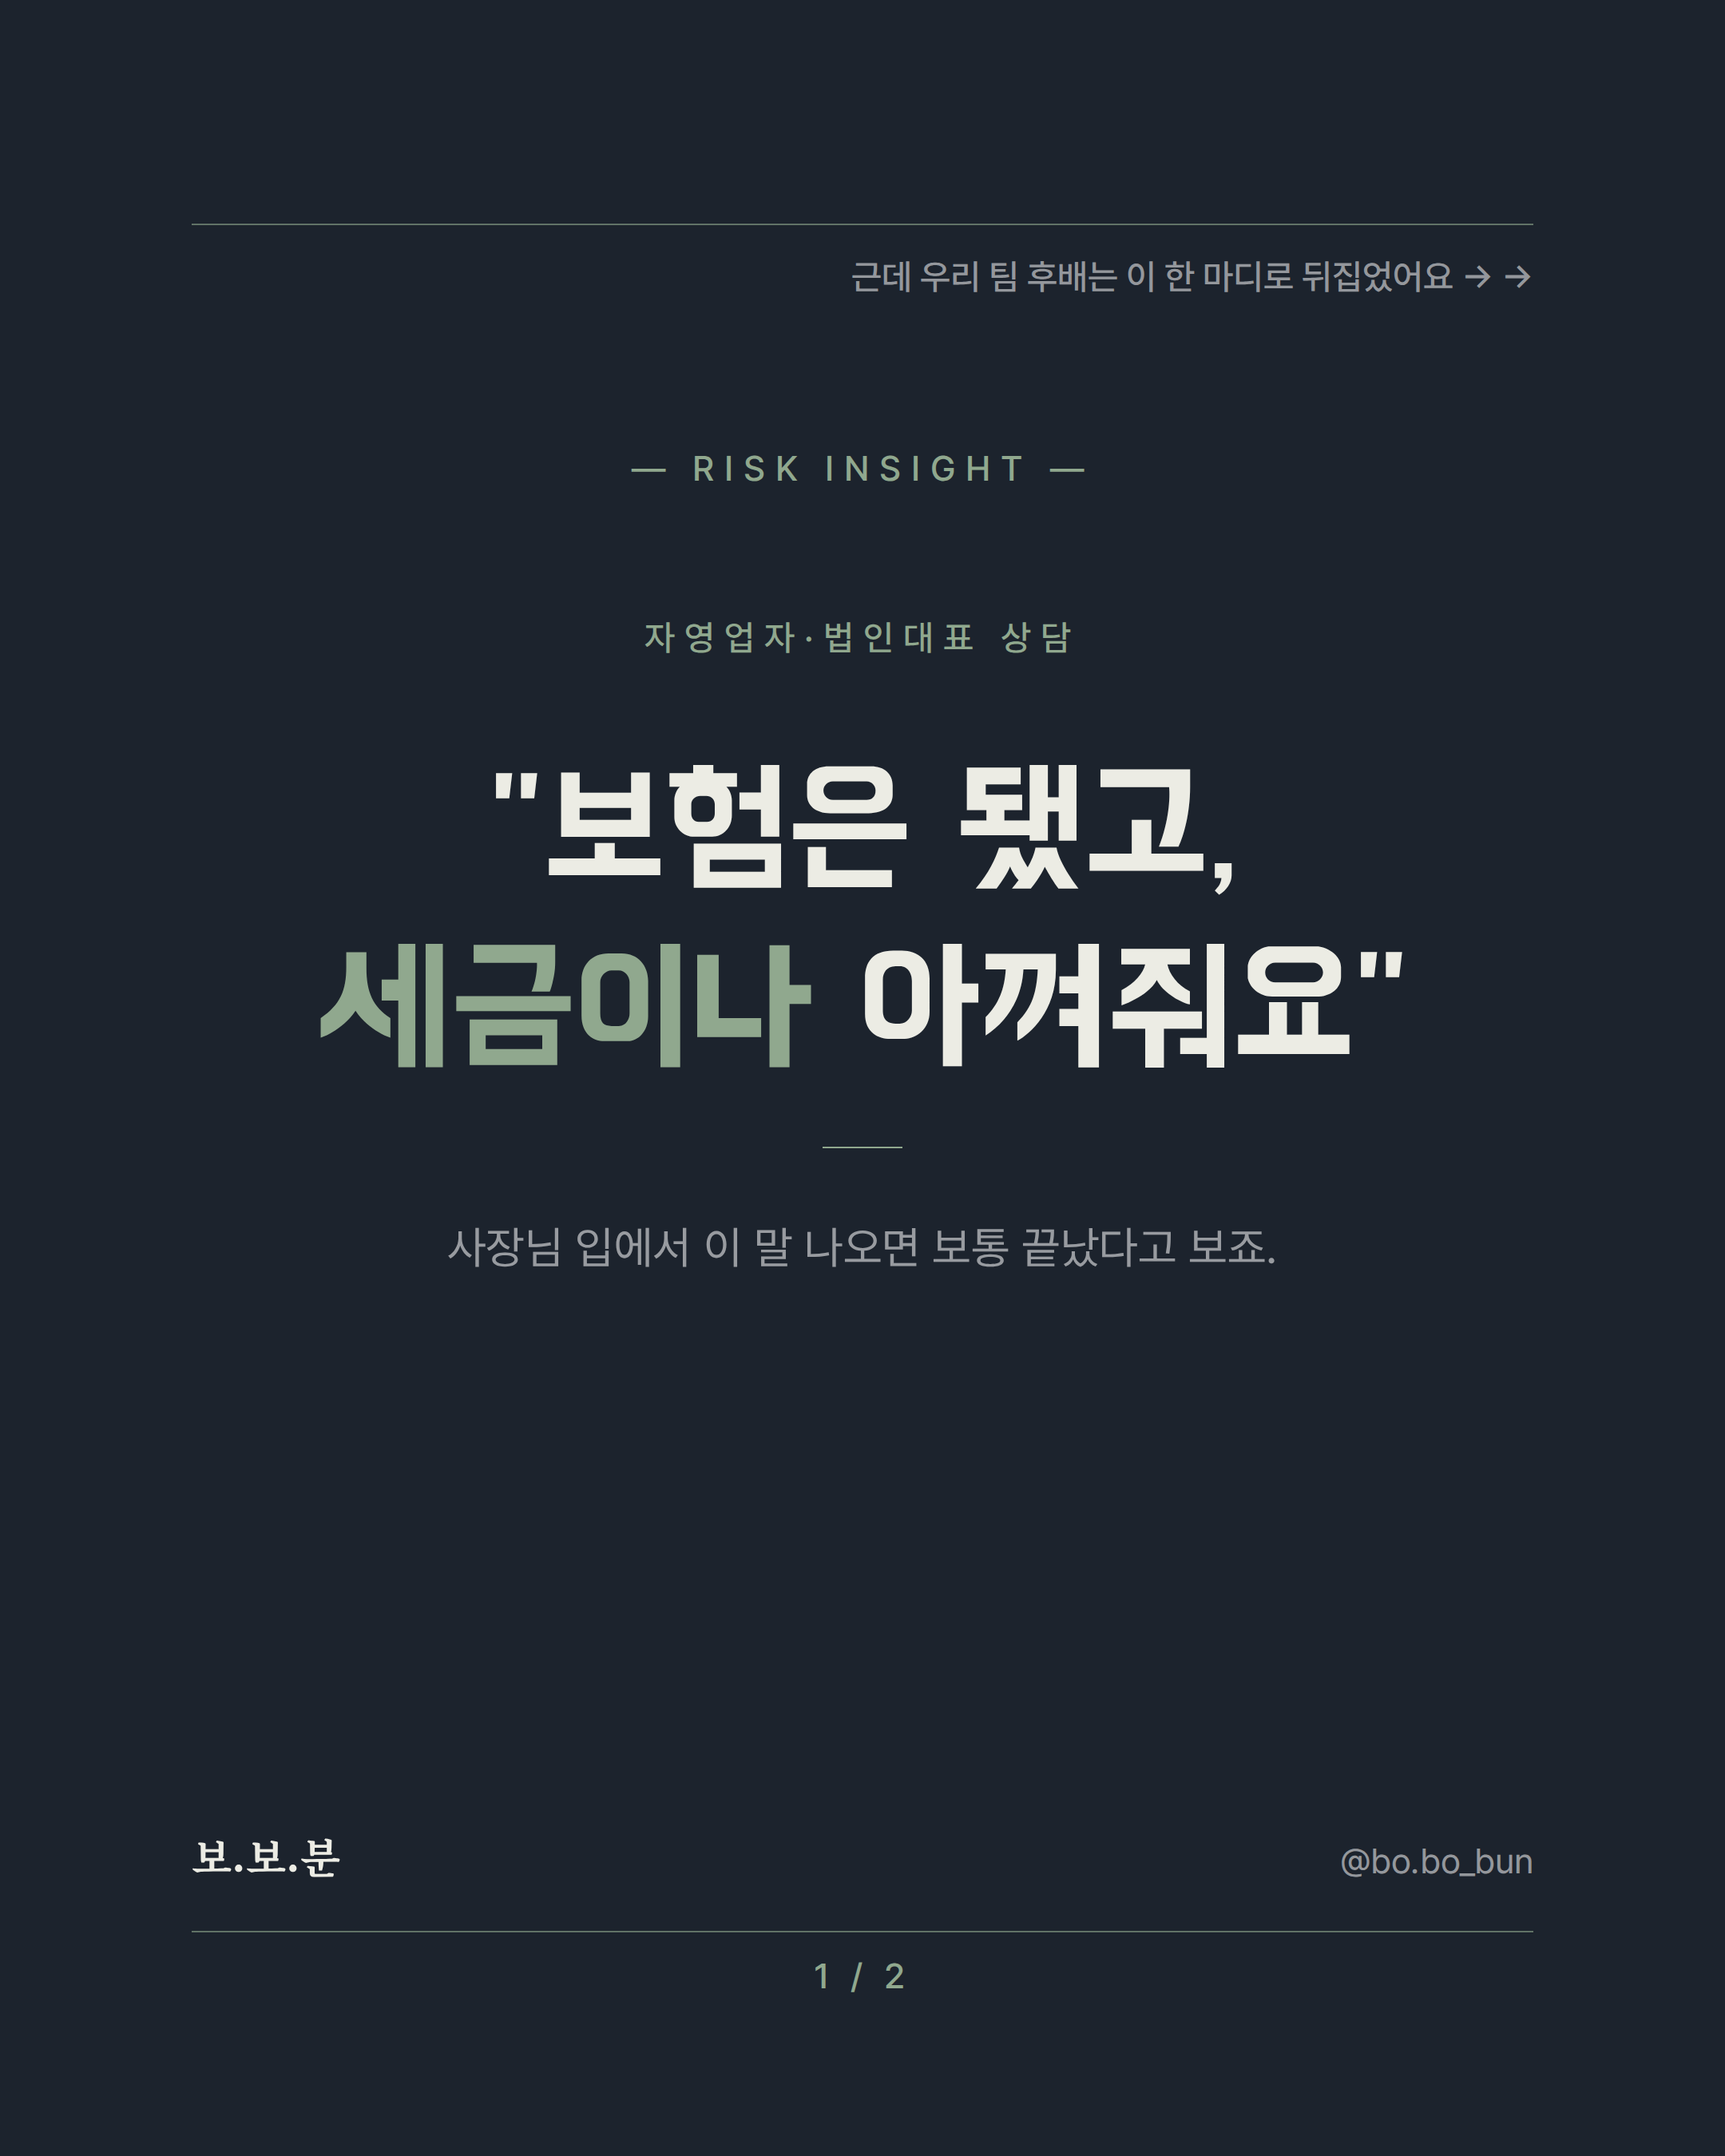 근데 우리 팀 후배는 이 한 마디로 뒤집었어요 → →
— RISK INSIGHT —
자영업자·법인대표 상담
"보험은 됐고,
세금이나 아껴줘요"
사장님 입에서 이 말 나오면 보통 끝났다고 보죠.
보.보.분
@bo.bo_bun
1 / 2